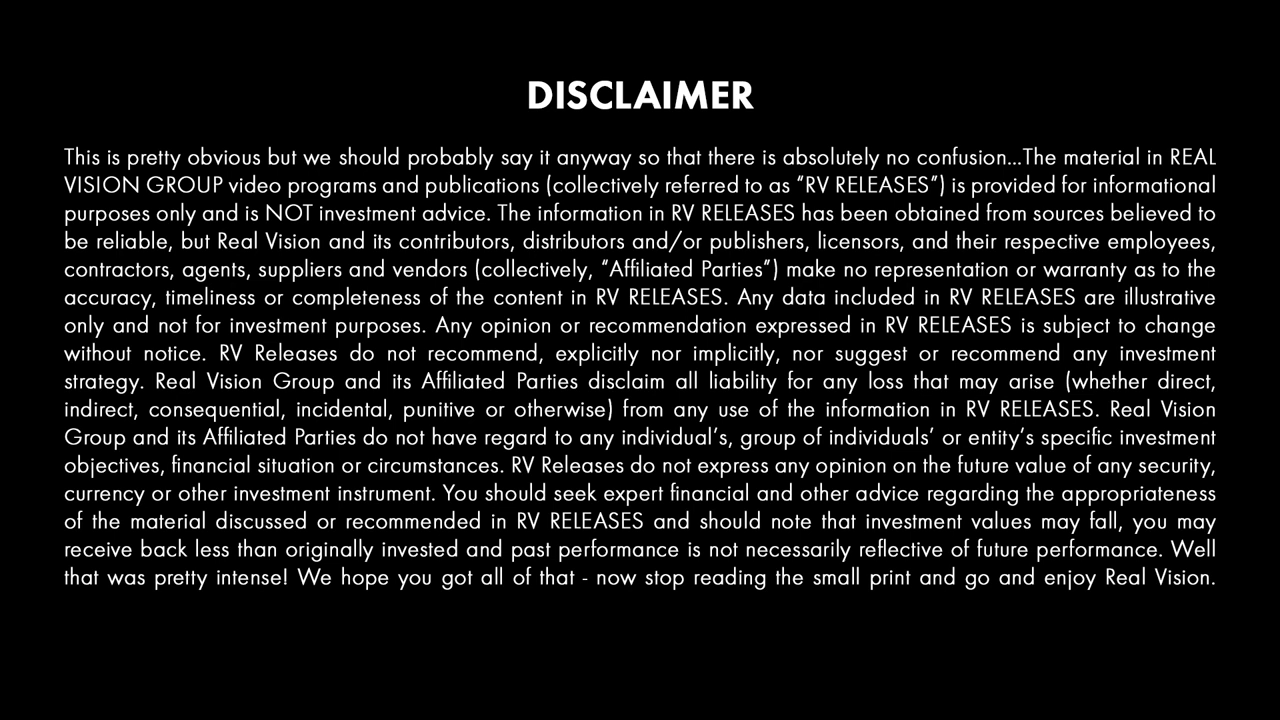 DISCLAIMER
This is pretty obvious but we should probably say it anyway so that there is absolutely no confusion...The material in REAL
VISION GROUP video programs and publications (collectively referred to as “RV RELEASES”) is provided for informational
purposes only and is NOT investment advice. The information in RV RELEASES has been obtained from sources believed to
be reliable, but Real Vision and its contributors, distributors and/or publishers, licensors, and their respective employees,
contractors, agents, suppliers and vendors (collectively, “Affiliated Parties”) make no representation or warranty as to the
accuracy, timeliness or completeness of the content in RV RELEASES. Any data included in RV RELEASES are illustrative
only and not for investment purposes. Any opinion or recommendation expressed in RV RELEASES is subject to change
without notice. RV Releases do not recommend, explicitly nor implicitly, nor suggest or recommend any investment
strategy. Real Vision Group and its Affiliated Parties disclaim all liability for any loss that may arise (whether direct,
indirect, consequential, incidental, punitive or otherwise) from any use of the information in RV RELEASES. Real Vision
Group and its Affiliated Parties do not have regard to any individual’s, group of individuals’ or entity’s specific investment
objectives, financial situation or circumstances. RV Releases do not express any opinion on the future value of any security,
currency or other investment instrument. You should seek expert financial and other advice regarding the appropriateness
of the material discussed or recommended in RV RELEASES and should note that investment values may fall, you may
receive back less than originally invested and past performance is not necessarily reflective of future performance. Well
that was pretty intense! We hope you got all of that - now stop reading the small print and go and enjoy Real Vision.